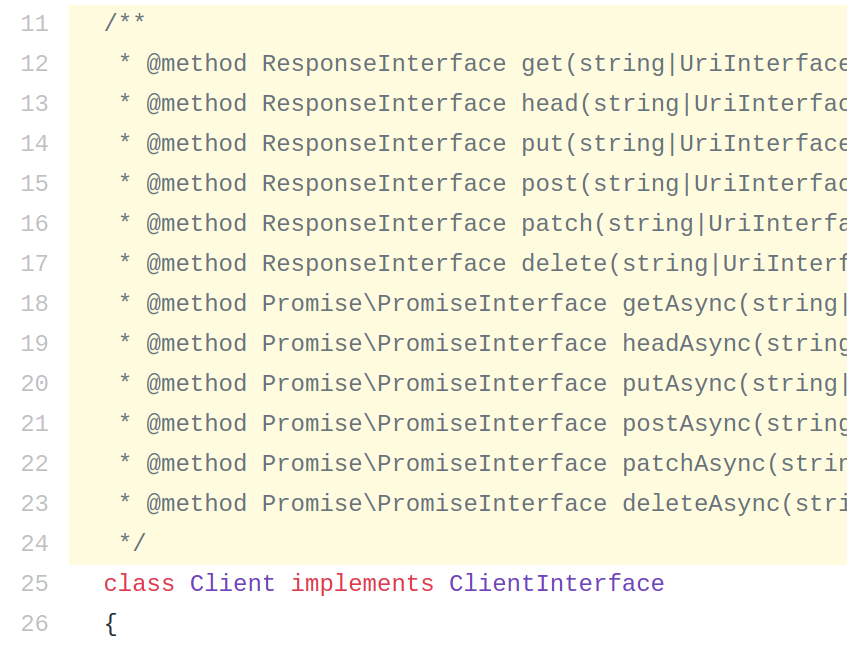 11 /**
12 * @method ResponseInterface get(string|UriInterface
13 * @method ResponseInterface head(string|UriInterfac
14 * @method ResponseInterface put(string|UriInterface
15 * @method ResponseInterface post(string|UriInterfac
16 * @method ResponseInterface patch(string|UriInterfa
17 * @method ResponseInterface delete(string|UriInterf
18 * @method Promise\PromiseInterface getAsync(string|
19 * @method Promise\PromiseInterface headAsync(string
20 * @method Promise\PromiseInterface putAsync(string|
21 * @method Promise\PromiseInterface postAsync(string
22 * @method Promise\PromiseInterface patchAsync(strin
23 * @method Promise\PromiseInterface deleteAsync(stri
24 */
25 class Client implements ClientInterface
26 {